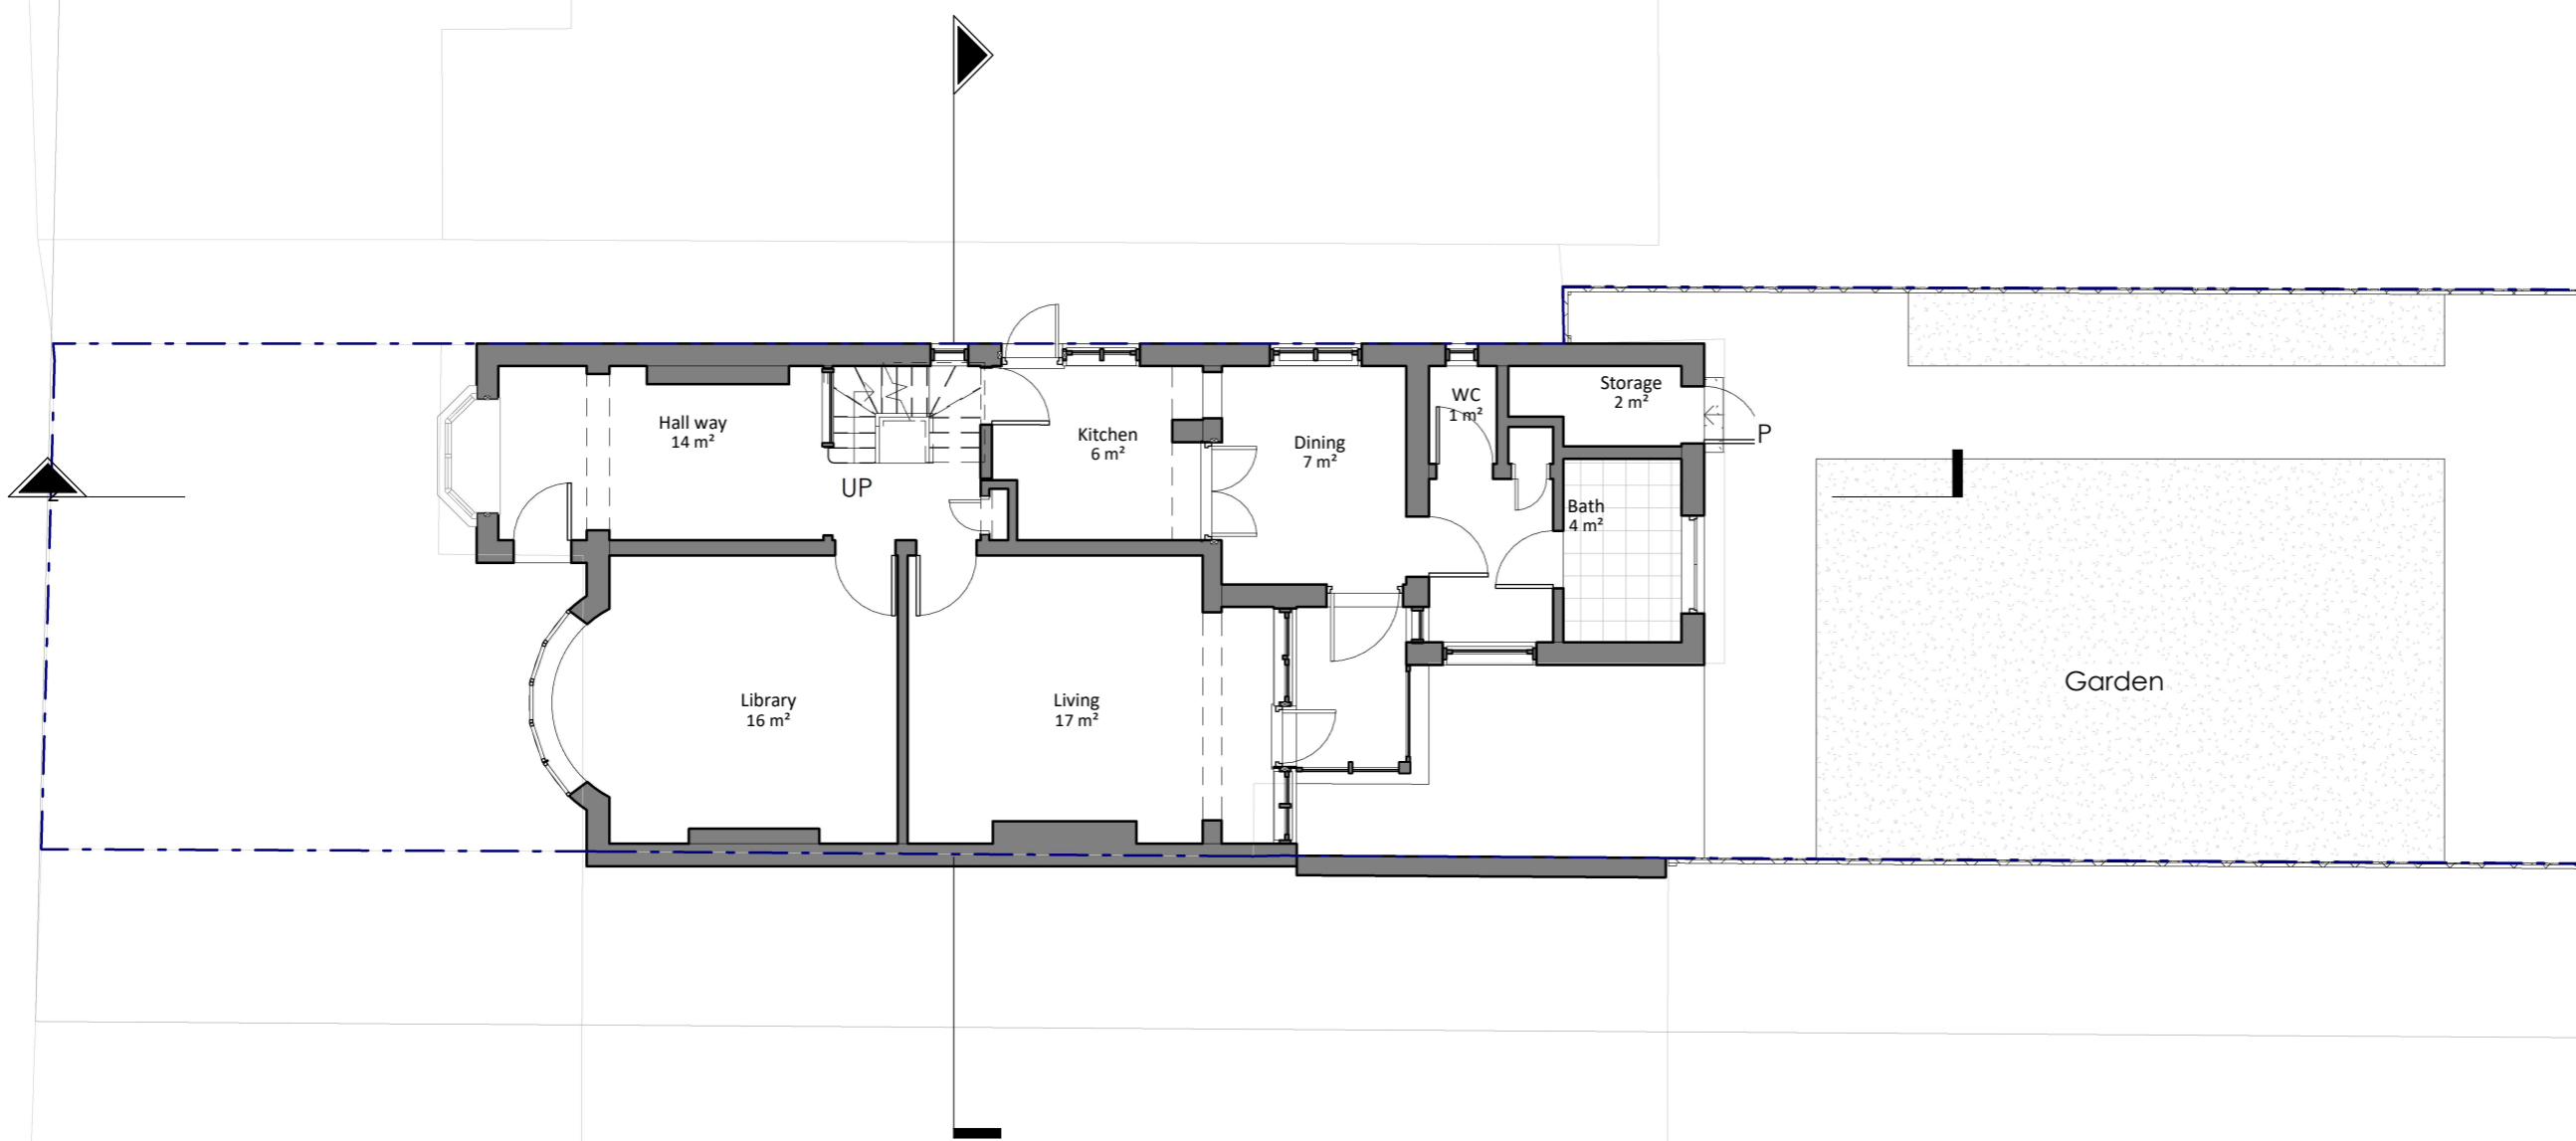 Hall way
14 m²
UP
Kitchen
6 m²
Dining
7 m²
WC
1 m²
Storage
2 m²
P
Bath
4 m²
Library
16 m²
Living
17 m²
Garden